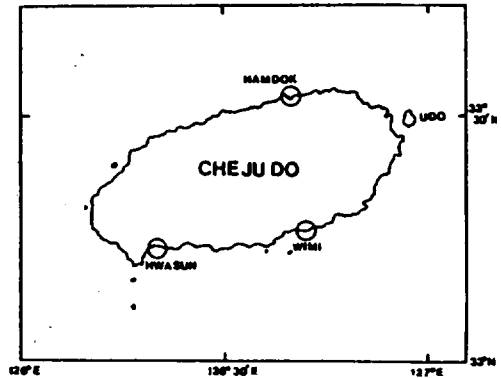 HAMDOK
33°
30'N
UDO
CHEJU DO
WIMI
HWASUN
33°N
126°E
126°30'E
127°E